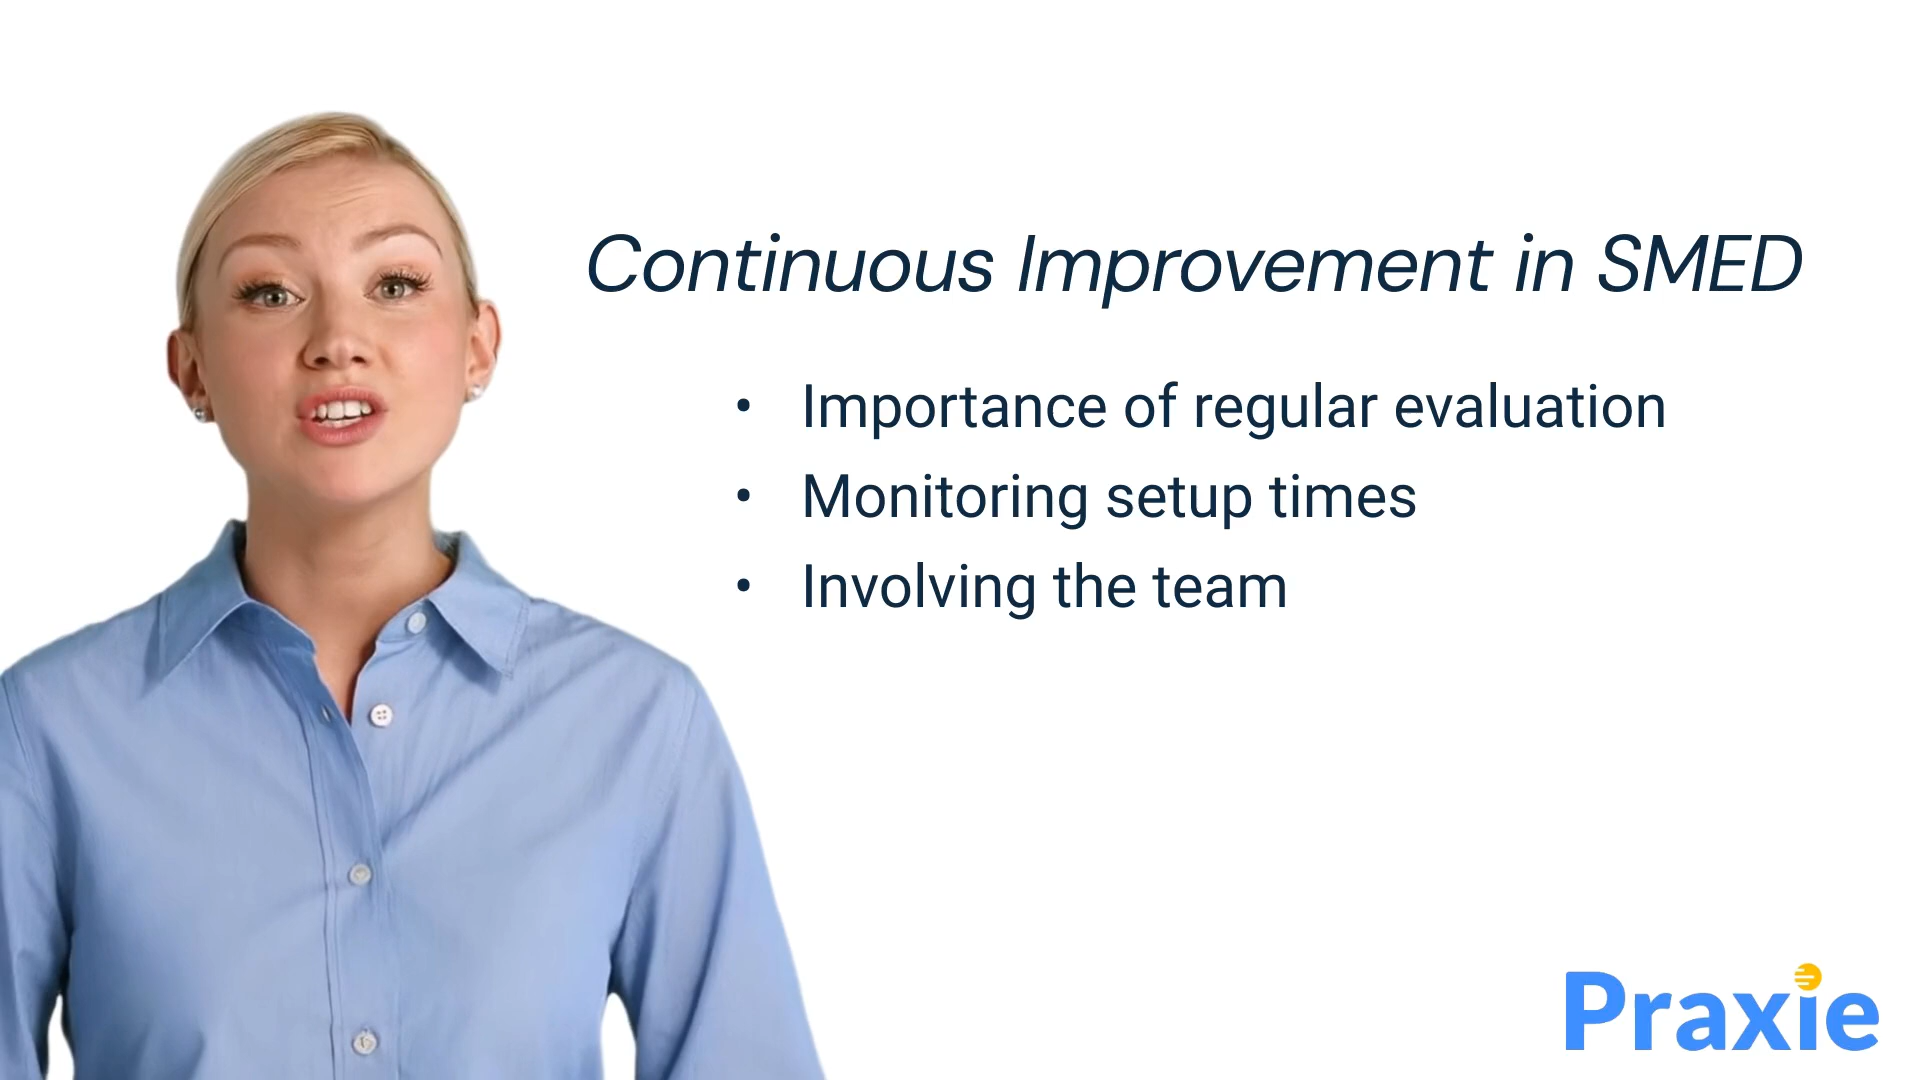 Continuous Improvement in SMED
• Importance of regular evaluation
• Monitoring setup times
• Involving the team
Praxie